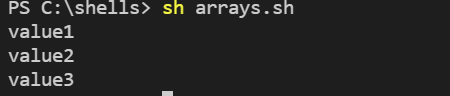 PS C:\shells> sh arrays.sh
value1
value2
value3